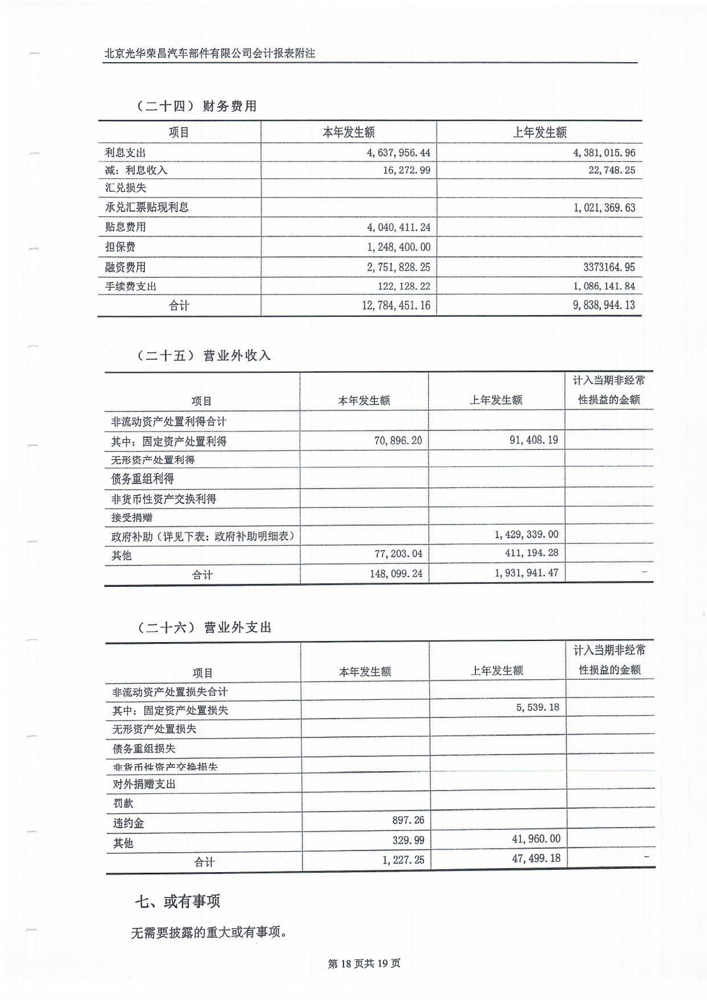 北京光华荣昌汽车部件有限公司会计报表附注
（二十四）财务费用
项目 本年发生额 上年发生额
利息支出 4,637,956.44 4,381,015.96
减：利息收入 16,272.99 22,748.25
汇兑损失
承兑汇票贴现利息 1,021,369.63
贴息费用 4,040,411.24
担保费 1,248,400.00
融资费用 2,751,828.25 3373164.95
手续费支出 122,128.22 1,086,141.84
合计 12,784,451.16 9,838,944.13
（二十五）营业外收入
计入当期非经常
项目 本年发生额 上年发生额 性损益的金额
非流动资产处置利得合计
其中：固定资产处置利得 70,896.20 91,408.19
无形资产处置利得
债务重组利得
非货币性资产交换利得
接受捐赠
政府补助（详见下表：政府补助明细表） 1,429,339.00
其他 77,203.04 411,194.28
合计 148,099.24 1,931,941.47 -
（二十六）营业外支出
计入当期非经常
项目 本年发生额 上年发生额 性损益的金额
非流动资产处置损失合计
其中：固定资产处置损失 5,539.18
无形资产处置损失
债务重组损失
非货币性资产交换损失
对外捐赠支出
罚款
违约金 897.26
其他 329.99 41,960.00
合计 1,227.25 47,499.18 -
七、或有事项
无需要披露的重大或有事项。
第 18 页共 19 页